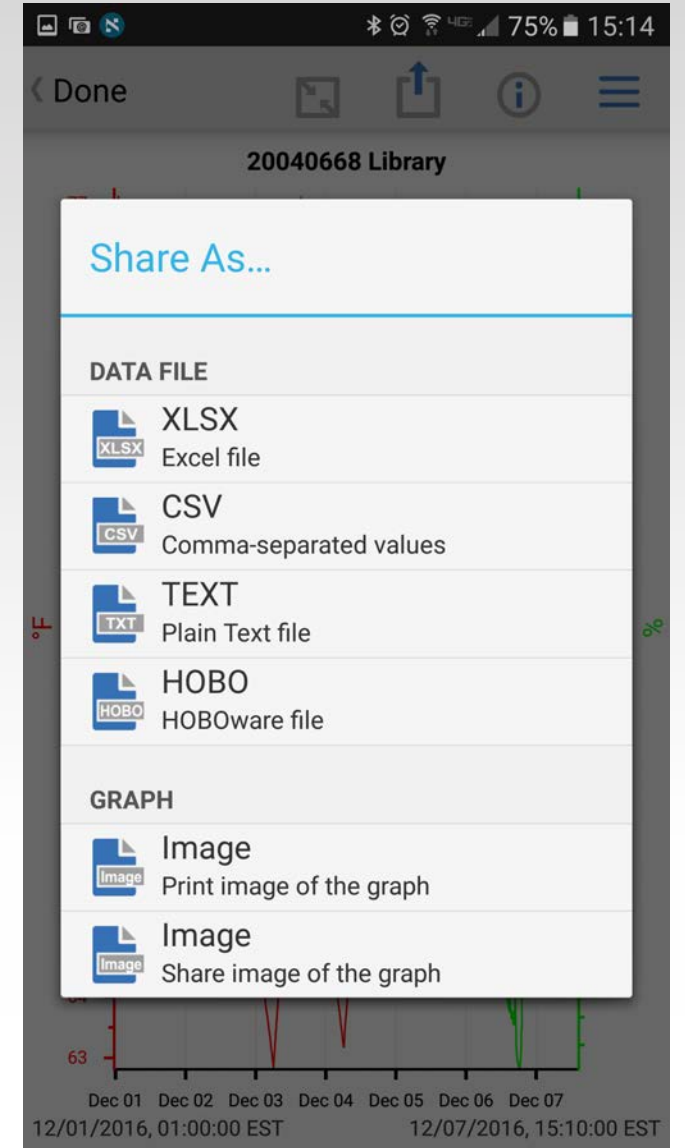 4G 75% 15:14
Done
20040668 Library
Share As...
DATA FILE
XLSX
XLSX
Excel file
CSV
CSV
Comma-separated values
TEXT
TXT
Plain Text file
°F
%
HOBO
HOBO
HOBOware file
GRAPH
Image
Image
Print image of the graph
Image
Image
Share image of the graph
63
Dec 01 Dec 02 Dec 03 Dec 04 Dec 05 Dec 06 Dec 07
12/01/2016, 01:00:00 EST 12/07/2016, 15:10:00 EST